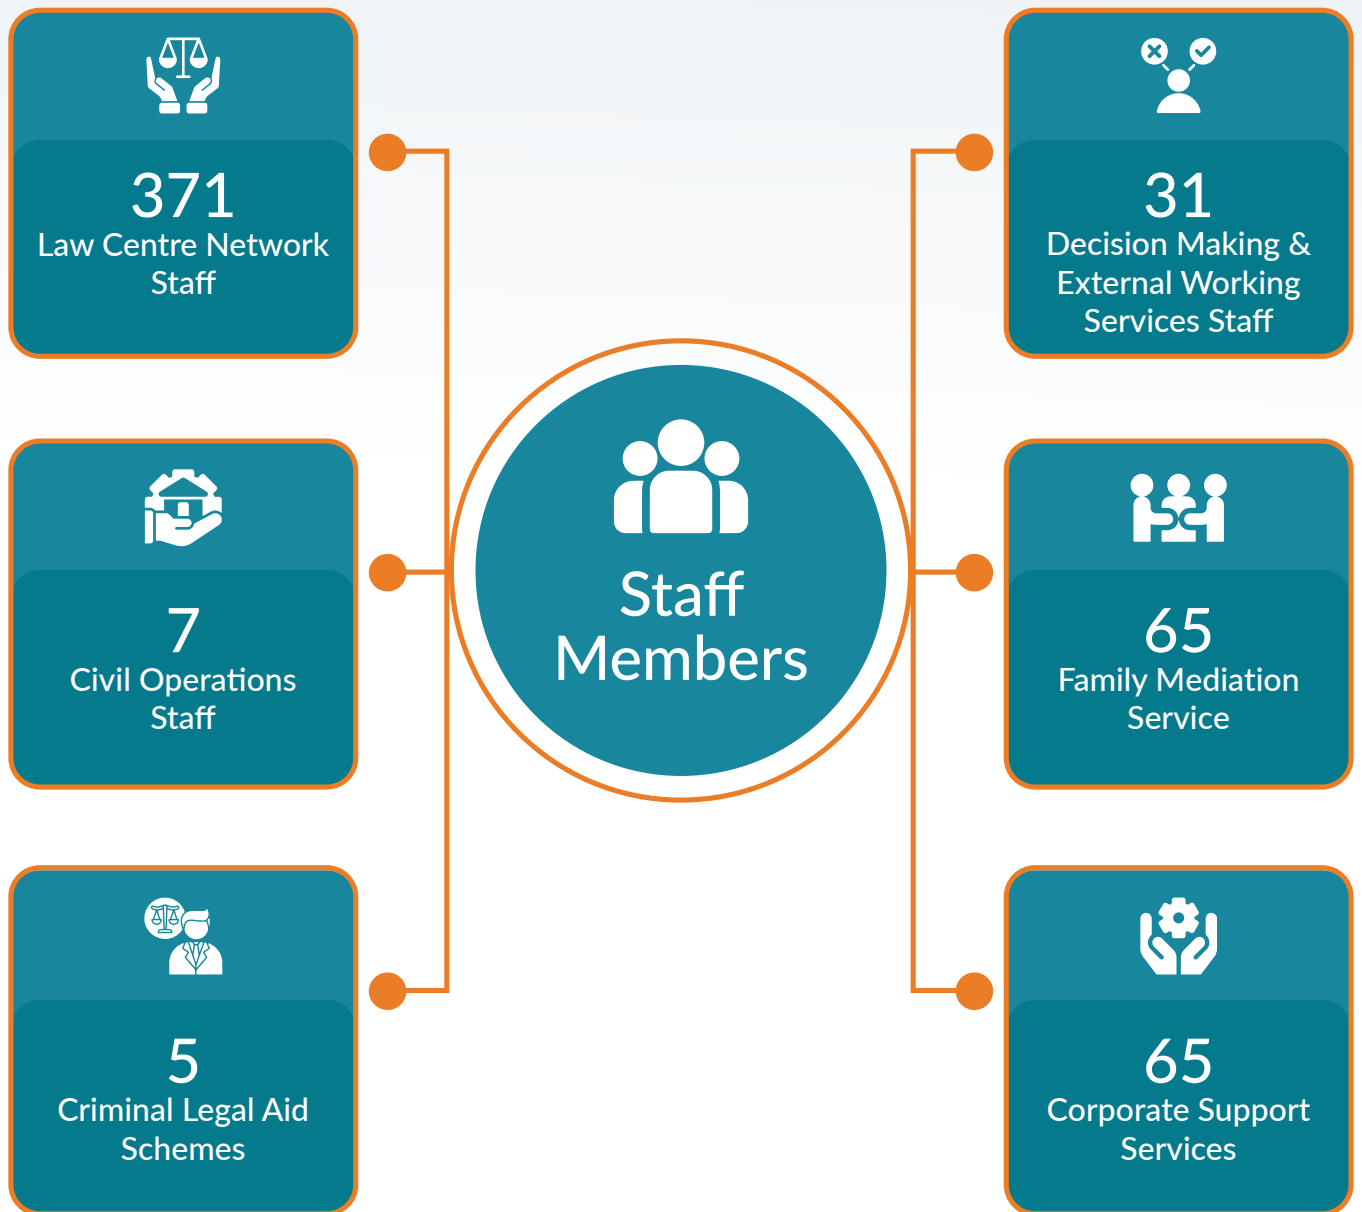 371
Law Centre Network
Staff
7
Civil Operations
Staff
5
Criminal Legal Aid
Schemes
Staff
Members
31
Decision Making &
External Working
Services Staff
65
Family Mediation
Service
65
Corporate Support
Services